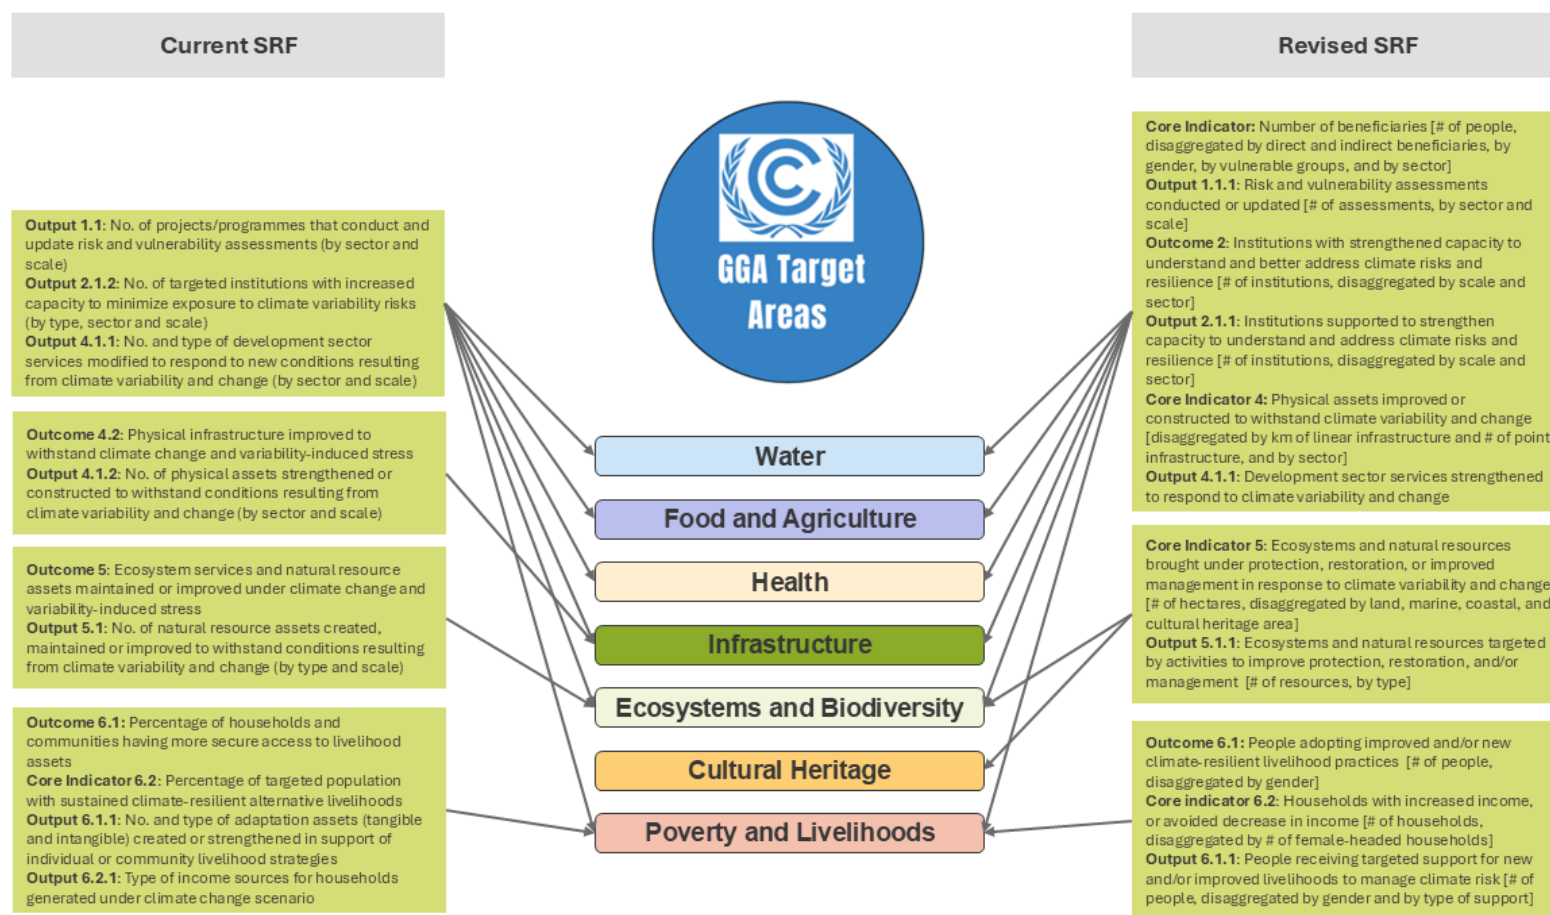 Current SRF
Output 1.1: No. of projects/programmes that conduct and
update risk and vulnerability assessments (by sector and
scale)
Output 2.1.2: No. of targeted institutions with increased
capacity to minimize exposure to climate variability risks
(by type, sector and scale)
Output 4.1.1: No. and type of development sector
services modified to respond to new conditions resulting
from climate variability and change (by sector and scale)
Outcome 4.2: Physical infrastructure improved to
withstand climate change and variability-induced stress
Output 4.1.2: No. of physical assets strengthened or
constructed to withstand conditions resulting from
climate variability and change (by sector and scale)
Outcome 5: Ecosystem services and natural resource
assets maintained or improved under climate change and
variability-induced stress
Output 5.1: No. of natural resource assets created,
maintained or improved to withstand conditions resulting
from climate variability and change (by type and scale)
Outcome 6.1: Percentage of households and
communities having more secure access to livelihood
assets
Core Indicator 6.2: Percentage of targeted population
with sustained climate-resilient alternative livelihoods
Output 6.1.1: No. and type of adaptation assets (tangible
and intangible) created or strengthened in support of
individual or community livelihood strategies
Output 6.2.1: Type of income sources for households
generated under climate change scenario
GGA Target
Areas
Water
Food and Agriculture
Health
Infrastructure
Ecosystems and Biodiversity
Cultural Heritage
Poverty and Livelihoods
Revised SRF
Core Indicator: Number of beneficiaries [# of people,
disaggregated by direct and indirect beneficiaries, by
gender, by vulnerable groups, and by sector]
Output 1.1.1: Risk and vulnerability assessments
conducted or updated [# of assessments, by sector and
scale]
Outcome 2: Institutions with strengthened capacity to
understand and better address climate risks and
resilience [# of institutions, disaggregated by scale and
sector]
Output 2.1.1: Institutions supported to strengthen
capacity to understand and address climate risks and
resilience [# of institutions, disaggregated by scale and
sector]
Core Indicator 4: Physical assets improved or
constructed to withstand climate variability and change
[disaggregated by km of linear infrastructure and # of point
infrastructure, and by sector]
Output 4.1.1: Development sector services strengthened
to respond to climate variability and change
Core Indicator 5: Ecosystems and natural resources
brought under protection, restoration, or improved
management in response to climate variability and change
[# of hectares, disaggregated by land, marine, coastal, and
cultural heritage area]
Output 5.1.1: Ecosystems and natural resources targeted
by activities to improve protection, restoration, and/or
management [# of resources, by type]
Outcome 6.1: People adopting improved and/or new
climate-resilient livelihood practices [# of people,
disaggregated by gender]
Core indicator 6.2: Households with increased income,
or avoided decrease in income [# of households,
disaggregated by # of female-headed households]
Output 6.1.1: People receiving targeted support for new
and/or improved livelihoods to manage climate risk [# of
people, disaggregated by gender and by type of support]